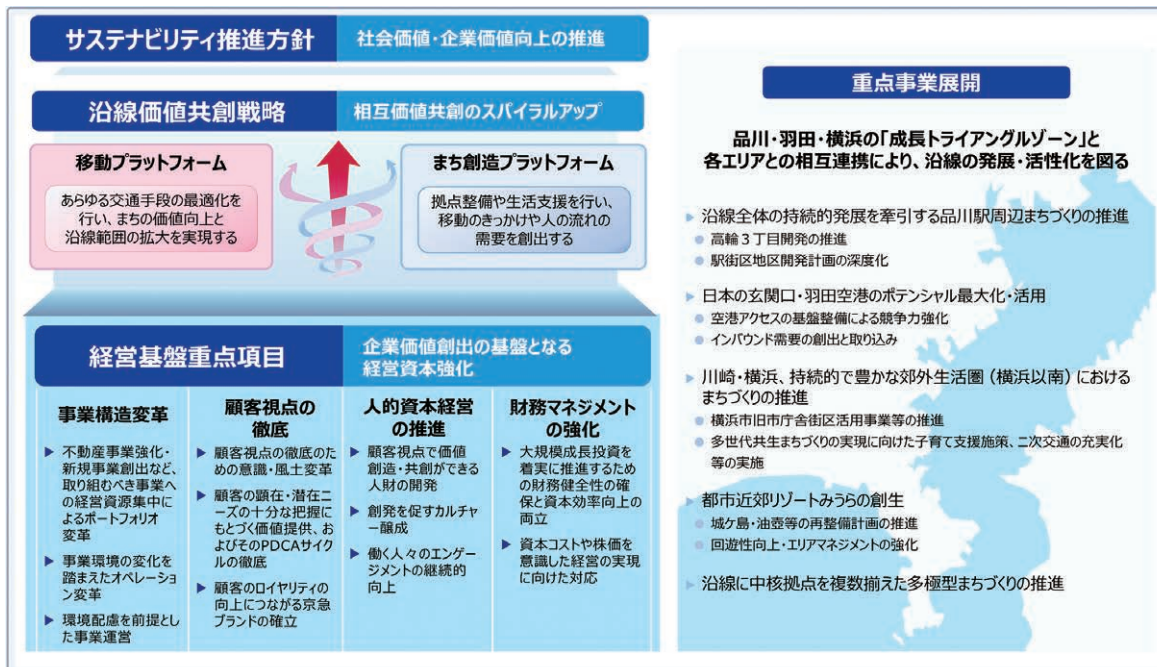 サステナビリティ推進方針
社会価値・企業価値向上の推進
沿線価値共創戦略
相互価値共創のスパイラルアップ
移動プラットフォーム
あらゆる交通手段の最適化を
行い、まちの価値向上と
沿線範囲の拡大を実現する
まち創造プラットフォーム
拠点整備や生活支援を行い、
移動のきっかけや人の流れの
需要を創出する
経営基盤重点項目
企業価値創出の基盤となる
経営資本強化
事業構造変革
不動産事業強化・
新規事業創出など、
取り組むべき事業へ
の経営資源集中に
よるポートフォリオ
変革
事業環境の変化を
踏まえたオペレーショ
ン変革
環境配慮を前提とし
た事業運営
顧客視点の
徹底
顧客視点の徹底のた
めの意識・風土変革
顧客の顕在・潜在ニ
ーズの十分な把握に
もとづく価値提供、お
よびそのPDCAサイク
ルの徹底
顧客のロイヤリティの
向上につながる京急
ブランドの確立
人的資本経営
の推進
顧客視点で価値
創造・共創ができる
人財の開発
創発を促すカルチャ
ー醸成
働く人々のエンゲー
ジメントの継続的
向上
財務マネジメント
の強化
大規模成長投資を
着実に推進するため
の財務健全性の確
保と資本効率向上の
両立
資本コストや株価を
意識した経営の実現
に向けた対応
重点事業展開
品川・羽田・横浜の「成長トライアングルゾーン」と
各エリアとの相互連携により、沿線の発展・活性化を図る
沿線全体の持続的発展を牽引する品川駅周辺まちづくりの推進
高輪３丁目開発の推進
駅街区地区開発計画の深度化
日本の玄関口・羽田空港のポテンシャル最大化・活用
空港アクセスの基盤整備による競争力強化
インバウンド需要の創出と取り込み
川崎・横浜、持続的で豊かな郊外生活圏（横浜以南）における
まちづくりの推進
横浜市旧市庁舎街区活用事業等の推進
多世代共生まちづくりの実現に向けた子育て支援施策、二次交通の充実化
等の実施
都市近郊リゾートみうらの創生
城ケ島・油壺等の再整備計画の推進
回遊性向上・エリアマネジメントの強化
沿線に中核拠点を複数揃えた多極型まちづくりの推進